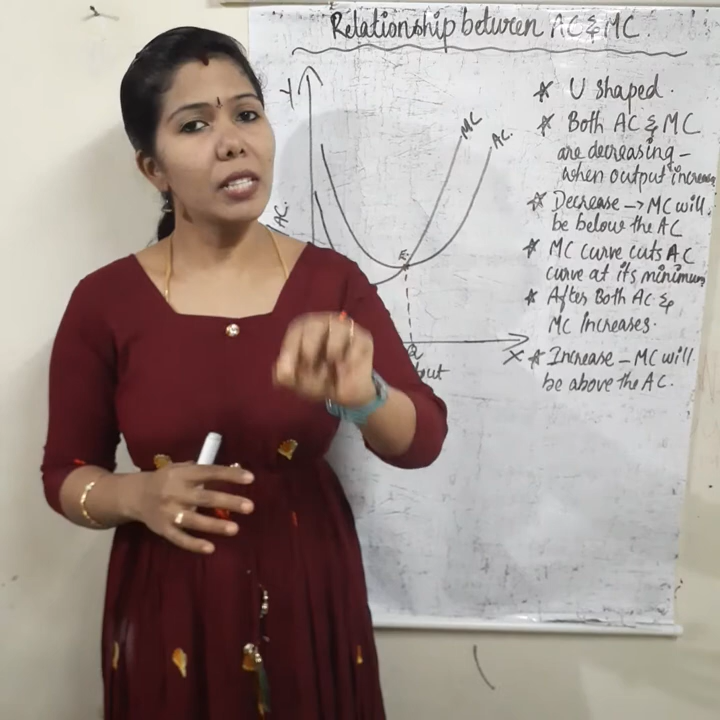 Relationship between AC & MC.
Y
MC
AC.
AC.
E
Q
X
* U shaped.
* Both AC & MC
are decreasing -
when output increase
* Decrease → MC will
be below the AC
* MC curve cuts AC
curve at its minimum
* After Both AC &
MC increases.
* Increase - MC will
be above the AC.